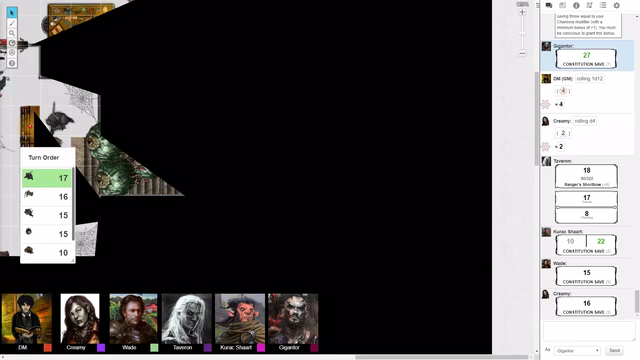 saving throw equal to your
Charisma modifier (with a
minimum bonus of +1). You must
be conscious to grant this bonus.
Gigantor:
27
CONSTITUTION SAVE
DM (GM): rolling 1d12
(4)
= 4
Creamy: rolling d4
(2)
= 2
Taveron:
18
Ranger's Shortbow
17
8
Kurac Shaart:
10 22
CONSTITUTION SAVE
Wade:
15
CONSTITUTION SAVE
Creamy:
16
CONSTITUTION SAVE
As: Gigantor
Send
Turn Order
17
16
15
15
10
DM
Creamy
Wade
Taveron
Kurac Shaart
Gigantor